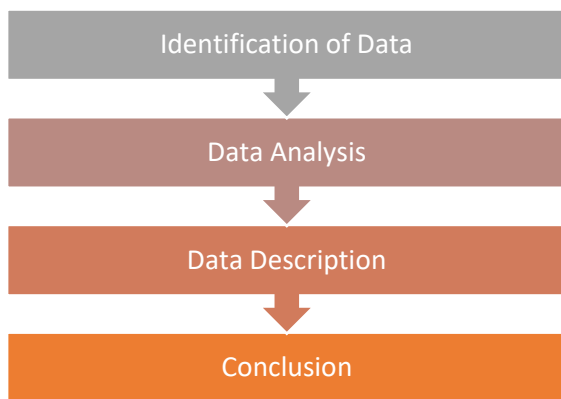 Identification of Data
Data Analysis
Data Description
Conclusion